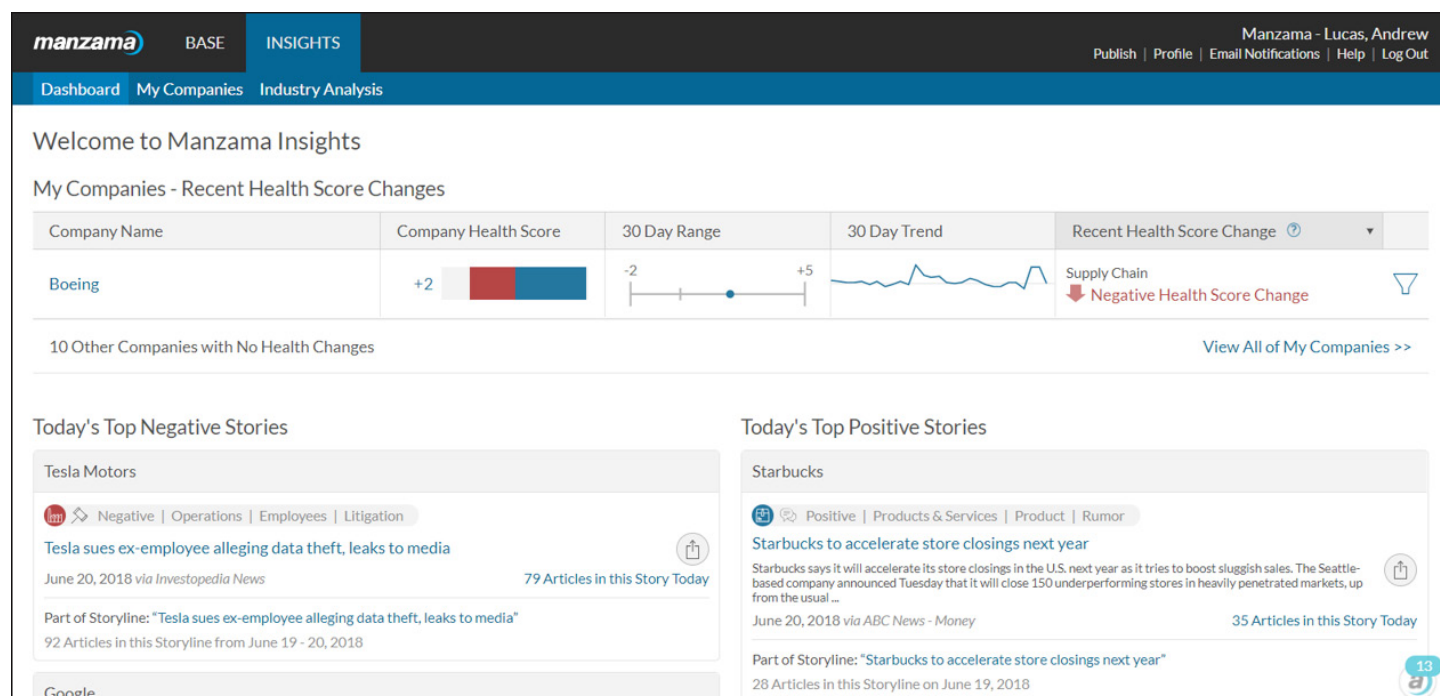 manzama BASE INSIGHTS
Manzama - Lucas, Andrew
Publish | Profile | Email Notifications | Help | Log Out
Dashboard My Companies Industry Analysis
Welcome to Manzama Insights
My Companies - Recent Health Score Changes
Company Name Company Health Score 30 Day Range 30 Day Trend Recent Health Score Change ?
Boeing +2 -2 +5 Supply Chain
Negative Health Score Change
10 Other Companies with No Health Changes View All of My Companies >>
Today's Top Negative Stories
Tesla Motors
Negative | Operations | Employees | Litigation
Tesla sues ex-employee alleging data theft, leaks to media
June 20, 2018 via Investopedia News 79 Articles in this Story Today
Part of Storyline: "Tesla sues ex-employee alleging data theft, leaks to media"
92 Articles in this Storyline from June 19 - 20, 2018
Google
Today's Top Positive Stories
Starbucks
Positive | Products & Services | Product | Rumor
Starbucks to accelerate store closings next year
Starbucks says it will accelerate its store closings in the U.S. next year as it tries to boost sluggish sales. The Seattle-
based company announced Tuesday that it will close 150 underperforming stores in heavily penetrated markets, up
from the usual ...
June 20, 2018 via ABC News - Money 35 Articles in this Story Today
Part of Storyline: "Starbucks to accelerate store closings next year"
28 Articles in this Storyline on June 19, 2018
13
a